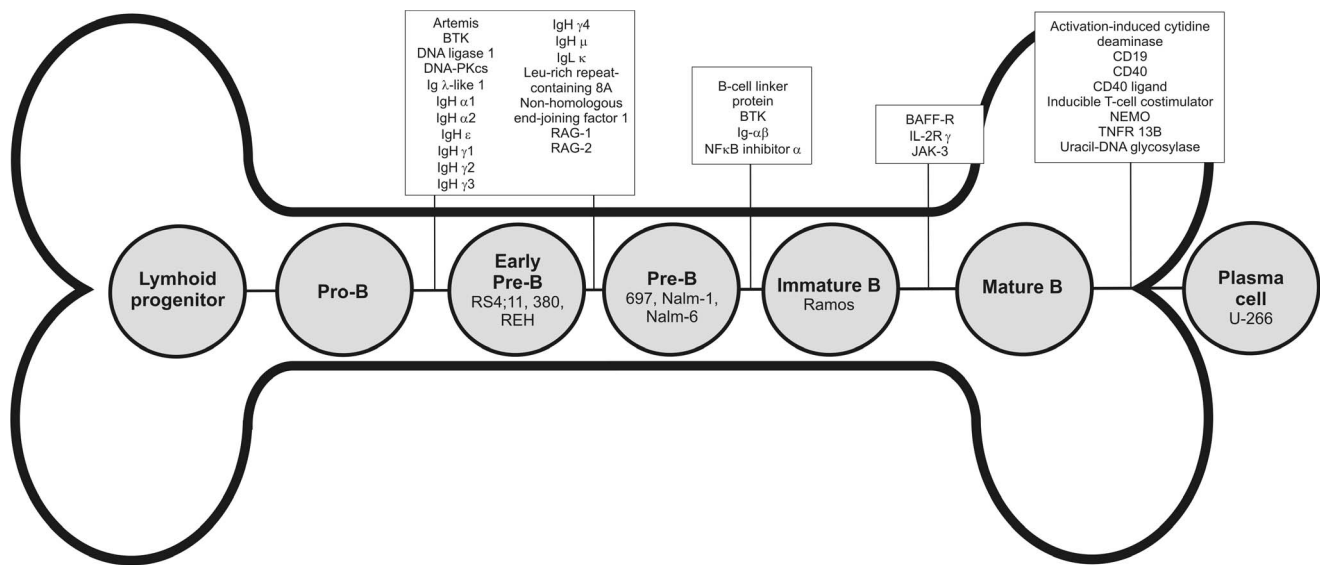 Artemis
BTK
DNA ligase 1
DNA-PKcs
Ig λ-like 1
IgH α1
IgH α2
IgH ε
IgH γ1
IgH γ2
IgH γ3
IgH γ4
IgH μ
IgL κ
Leu-rich repeat-
containing 8A
Non-homologous
end-joining factor 1
RAG-1
RAG-2
B-cell linker
protein
BTK
Ig-αβ
NFκB inhibitor α
BAFF-R
IL-2R γ
JAK-3
Activation-induced cytidine
deaminase
CD19
CD40
CD40 ligand
Inducible T-cell costimulator
NEMO
TNFR 13B
Uracil-DNA glycosylase
Lymhoid
progenitor
Pro-B
Early
Pre-B
RS4;11, 380,
REH
Pre-B
697, Nalm-1,
Nalm-6
Immature B
Ramos
Mature B
Plasma
cell
U-266